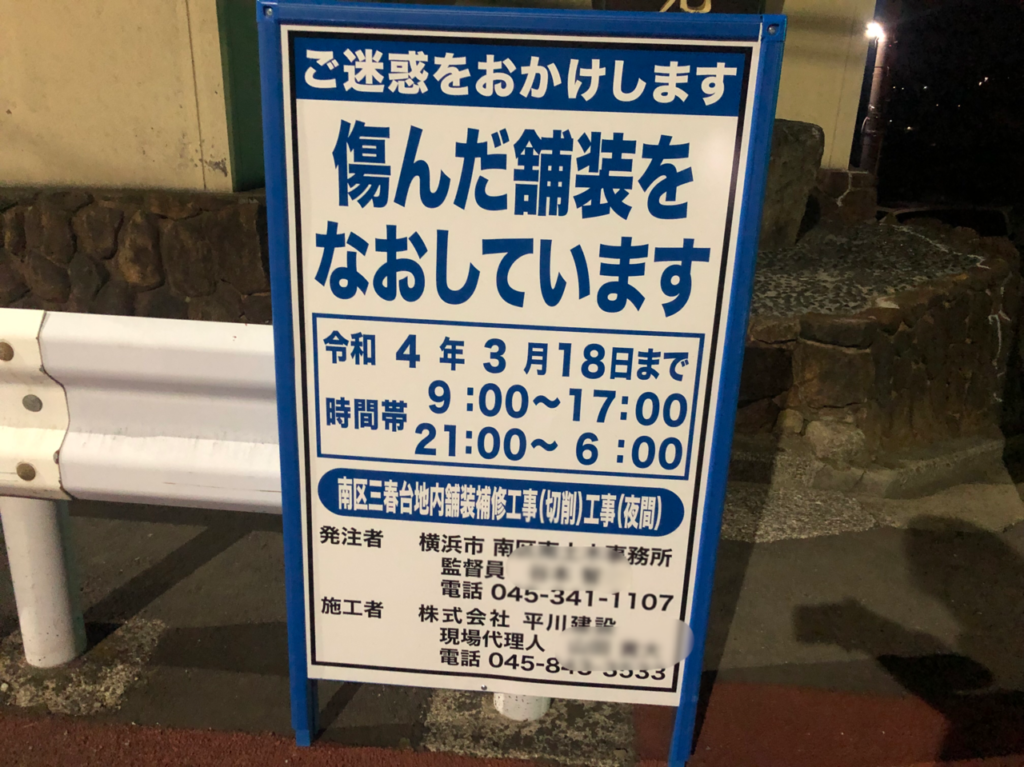 ご迷惑をおかけします
傷んだ舗装を
なおしています
令和 4 年 3 月18日まで
時間帯 9:00～17:00
21:00～ 6:00
南区三春台地内舗装補修工事(切削)工事(夜間)
発注者 横浜市 南区 事務所
監督員
電話 045-341-1107
施工者 株式会社 平川建設
現場代理人
電話